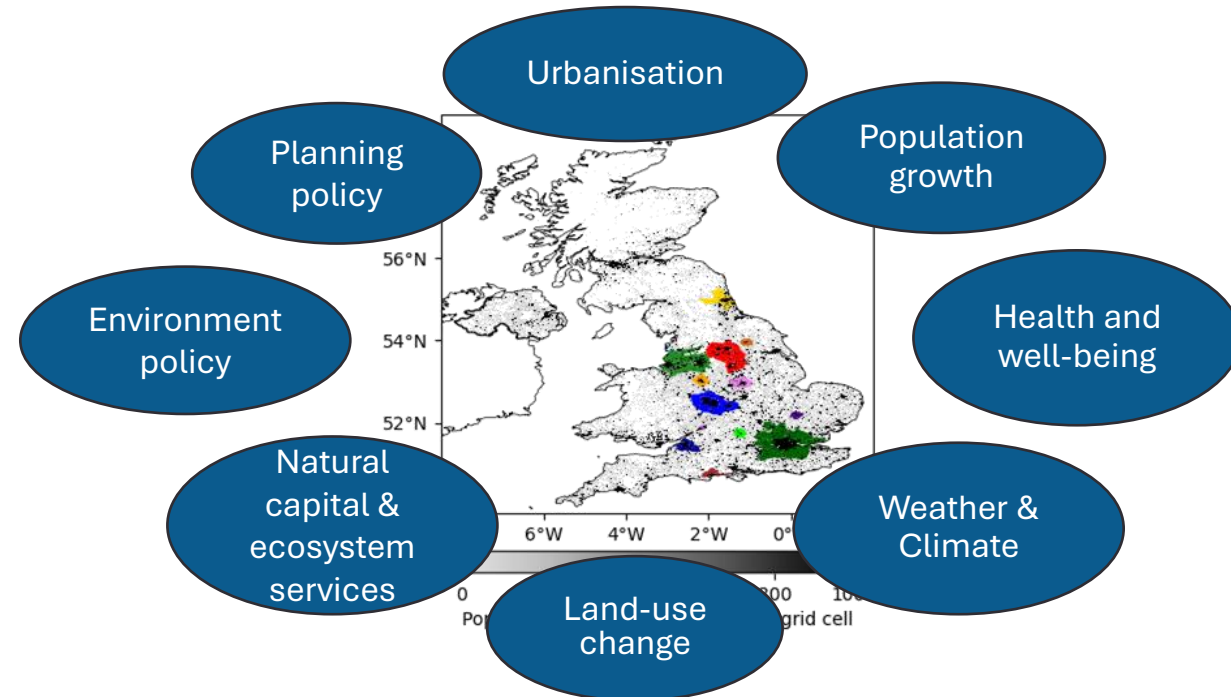 Urbanisation
Planning
policy
Population
growth
56°N
Environment
policy
Health and
well-being
54°N
52°N
Natural
capital &
ecosystem
services
Weather &
Climate
6°W
4°W
2°W
0
Land-use
change
grid cell